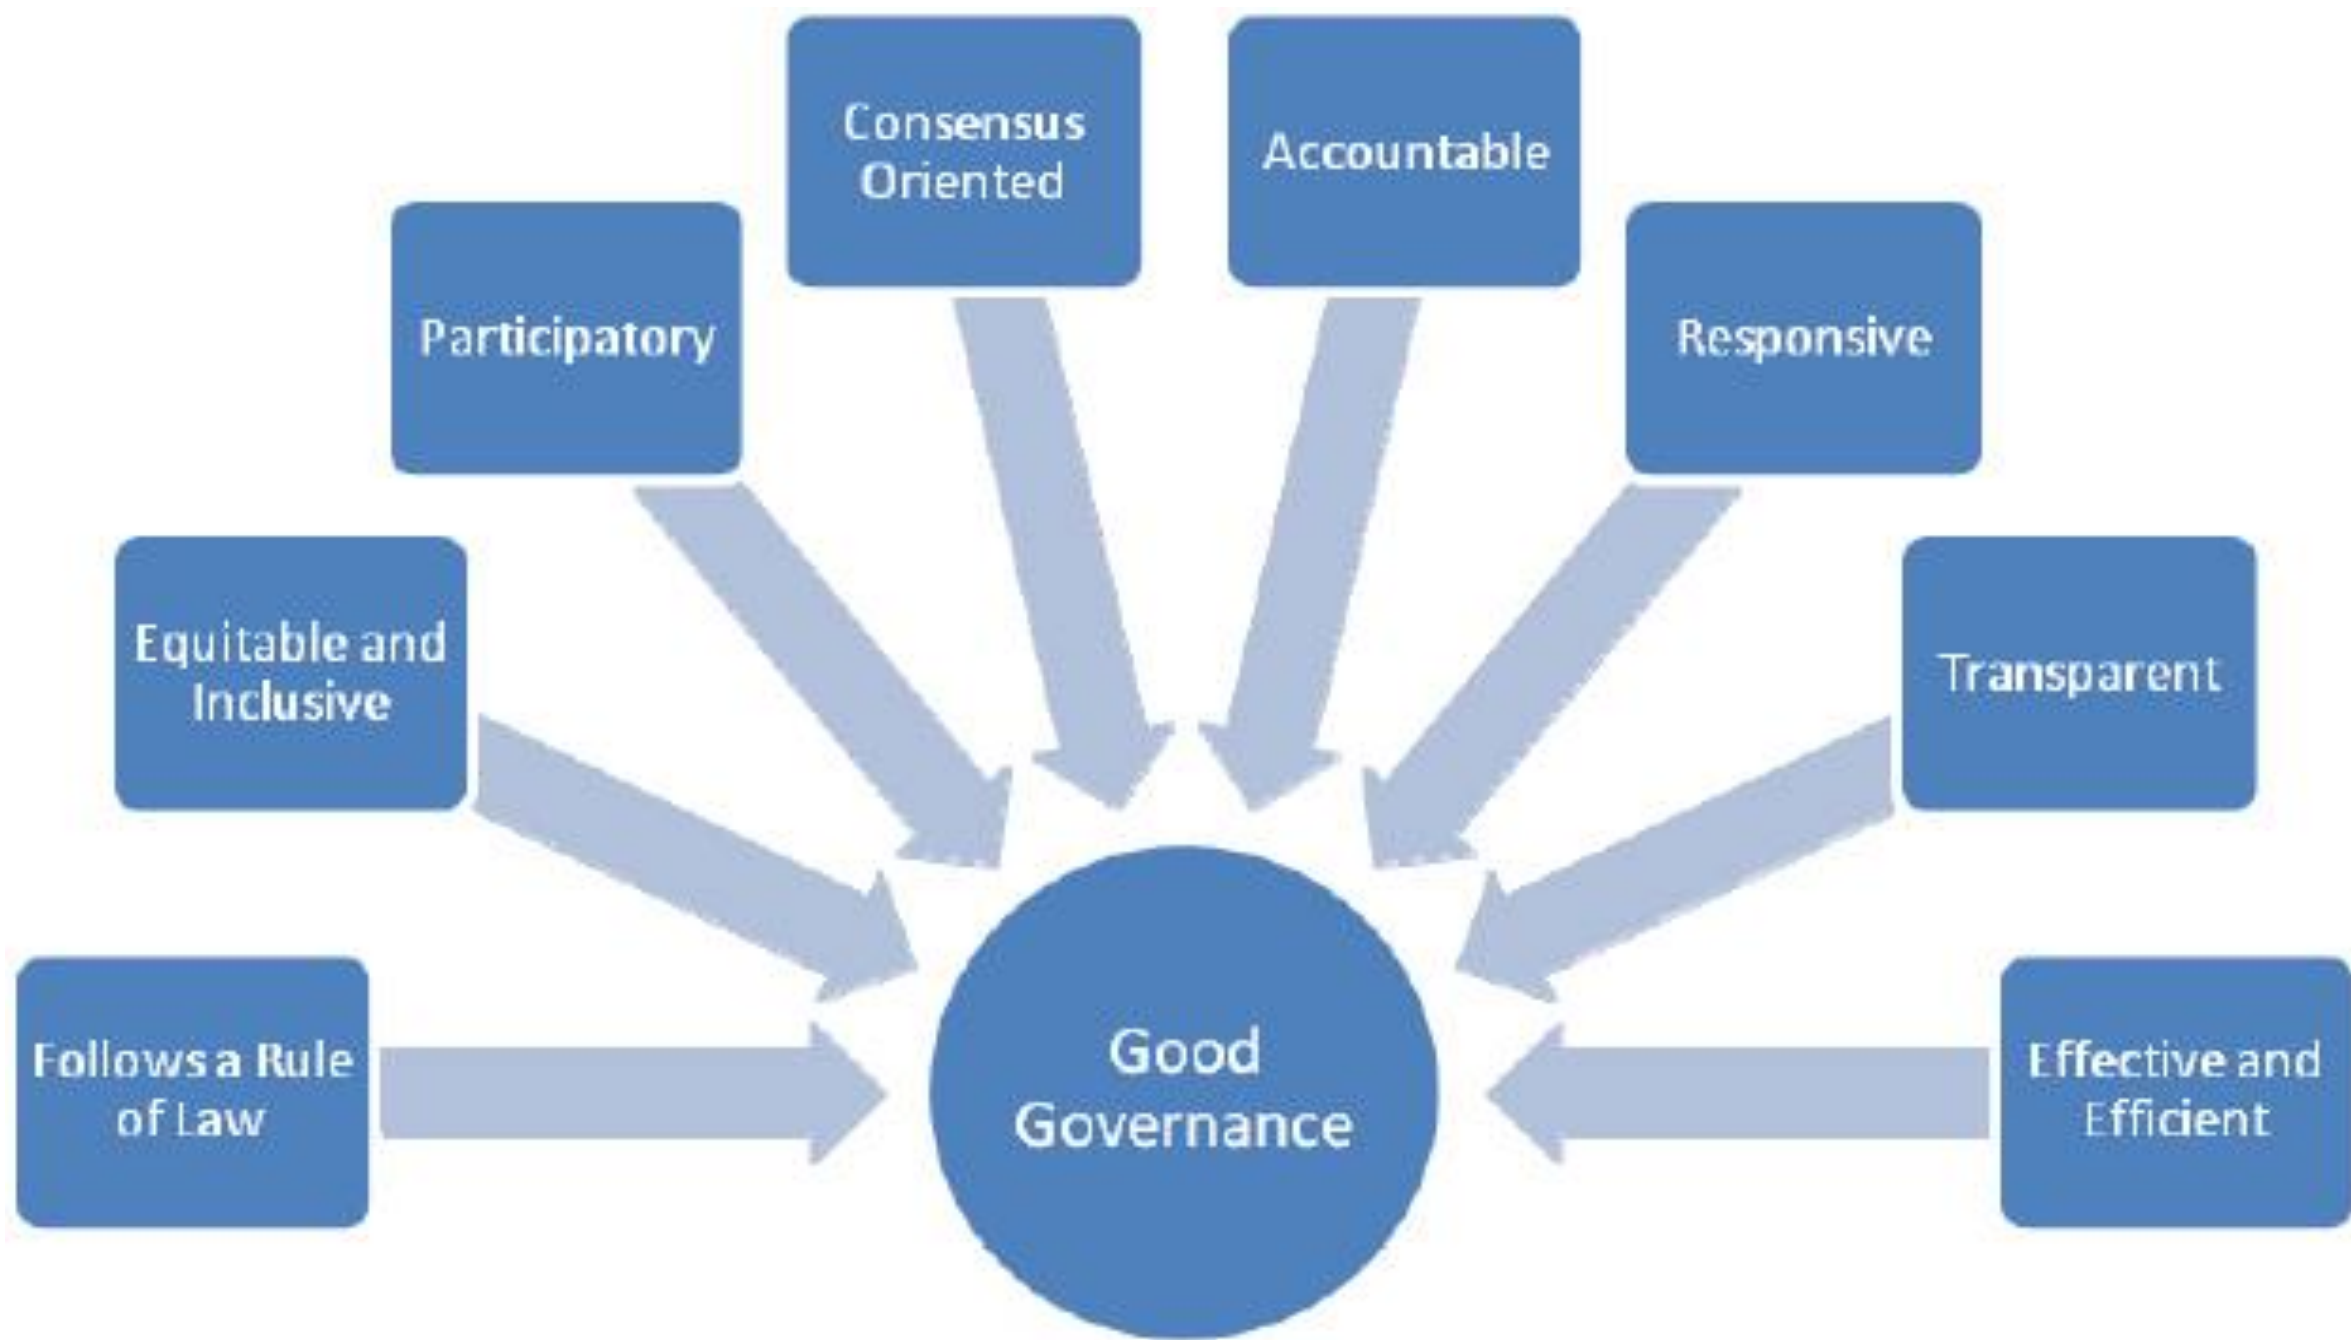 Consensus
Oriented
Accountable
Participatory
Responsive
Equitable and
Inclusive
Transparent
Follows a Rule
of Law
Good
Governance
Effective and
Efficient